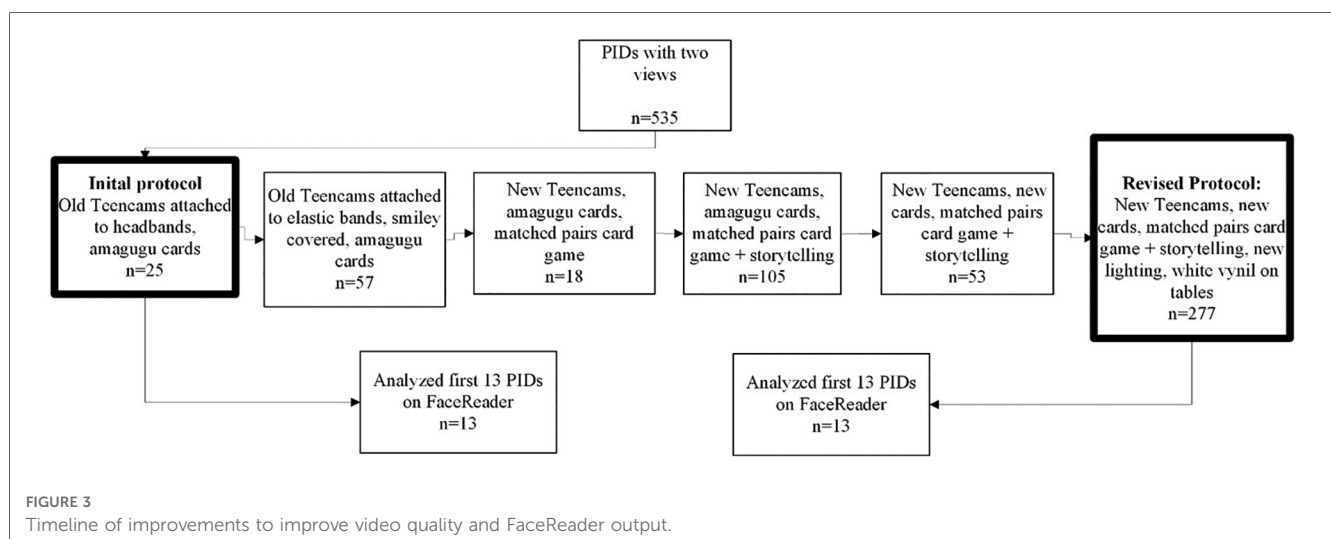 PIDs with two
views
n=535
Inital protocol
Old Teencams attached
to headbands,
amagugu cards
n=25
Old Teencams attached
to elastic bands, smiley
covered, amagugu
cards
n=57
New Teencams,
amagugu cards,
matched pairs card
game
n=18
New Teencams,
amagugu cards,
matched pairs card
game + storytelling
n=105
New Teencams, new
cards, matched pairs
card game +
storytelling
n=53
Revised Protocol:
New Teencams, new
cards, matched pairs card
game + storytelling, new
lighting, white vynil on
tables
n=277
Analyzed first 13 PIDs
on FaceReader
n=13
Analyzed first 13 PIDs
on FaceReader
n=13
FIGURE 3
Timeline of improvements to improve video quality and FaceReader output.